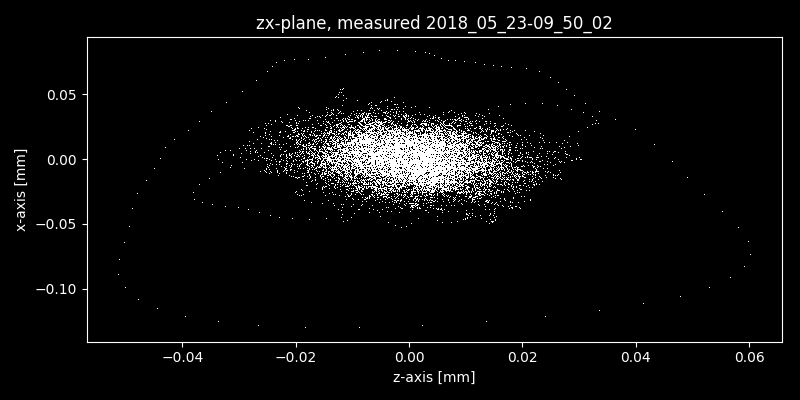 zx-plane, measured 2018_05_23-09_50_02
0.05
0.00
−0.05
−0.10
x-axis [mm]
−0.04 −0.02 0.00 0.02 0.04 0.06
z-axis [mm]